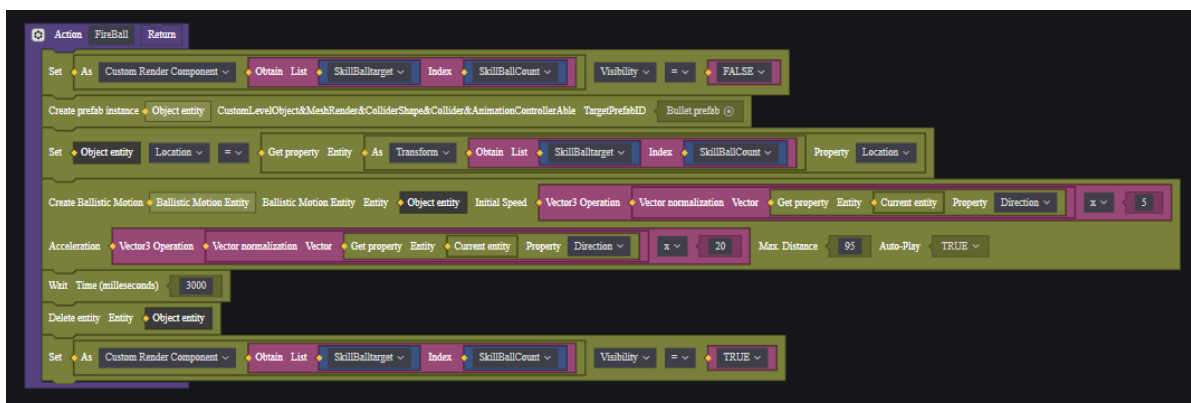 Action FireBall Return
Set As Custom Render Component Obtain List SkillBalltarget Index SkillBallCount Visibility = FALSE
Create prefab instance Object entity CustomLevelObject&MeshRender&ColliderShape&Collider&AnimationControllerAble TargetPrefabID Bullet.prefab
Set Object entity Location = Get property Entity As Transform Obtain List SkillBalltarget Index SkillBallCount Property Location
Create Ballistic Motion Ballistic Motion Entity Ballistic Motion Entity Entity Object entity Initial Speed Vector3 Operation Vector normalization Vector Get property Entity Current entity Property Direction x 5
Acceleration Vector3 Operation Vector normalization Vector Get property Entity Current entity Property Direction x 20 Max. Distance 95 Auto-Play TRUE
Wait Time (milleseconds) 3000
Delete entity Entity Object entity
Set As Custom Render Component Obtain List SkillBalltarget Index SkillBallCount Visibility = TRUE